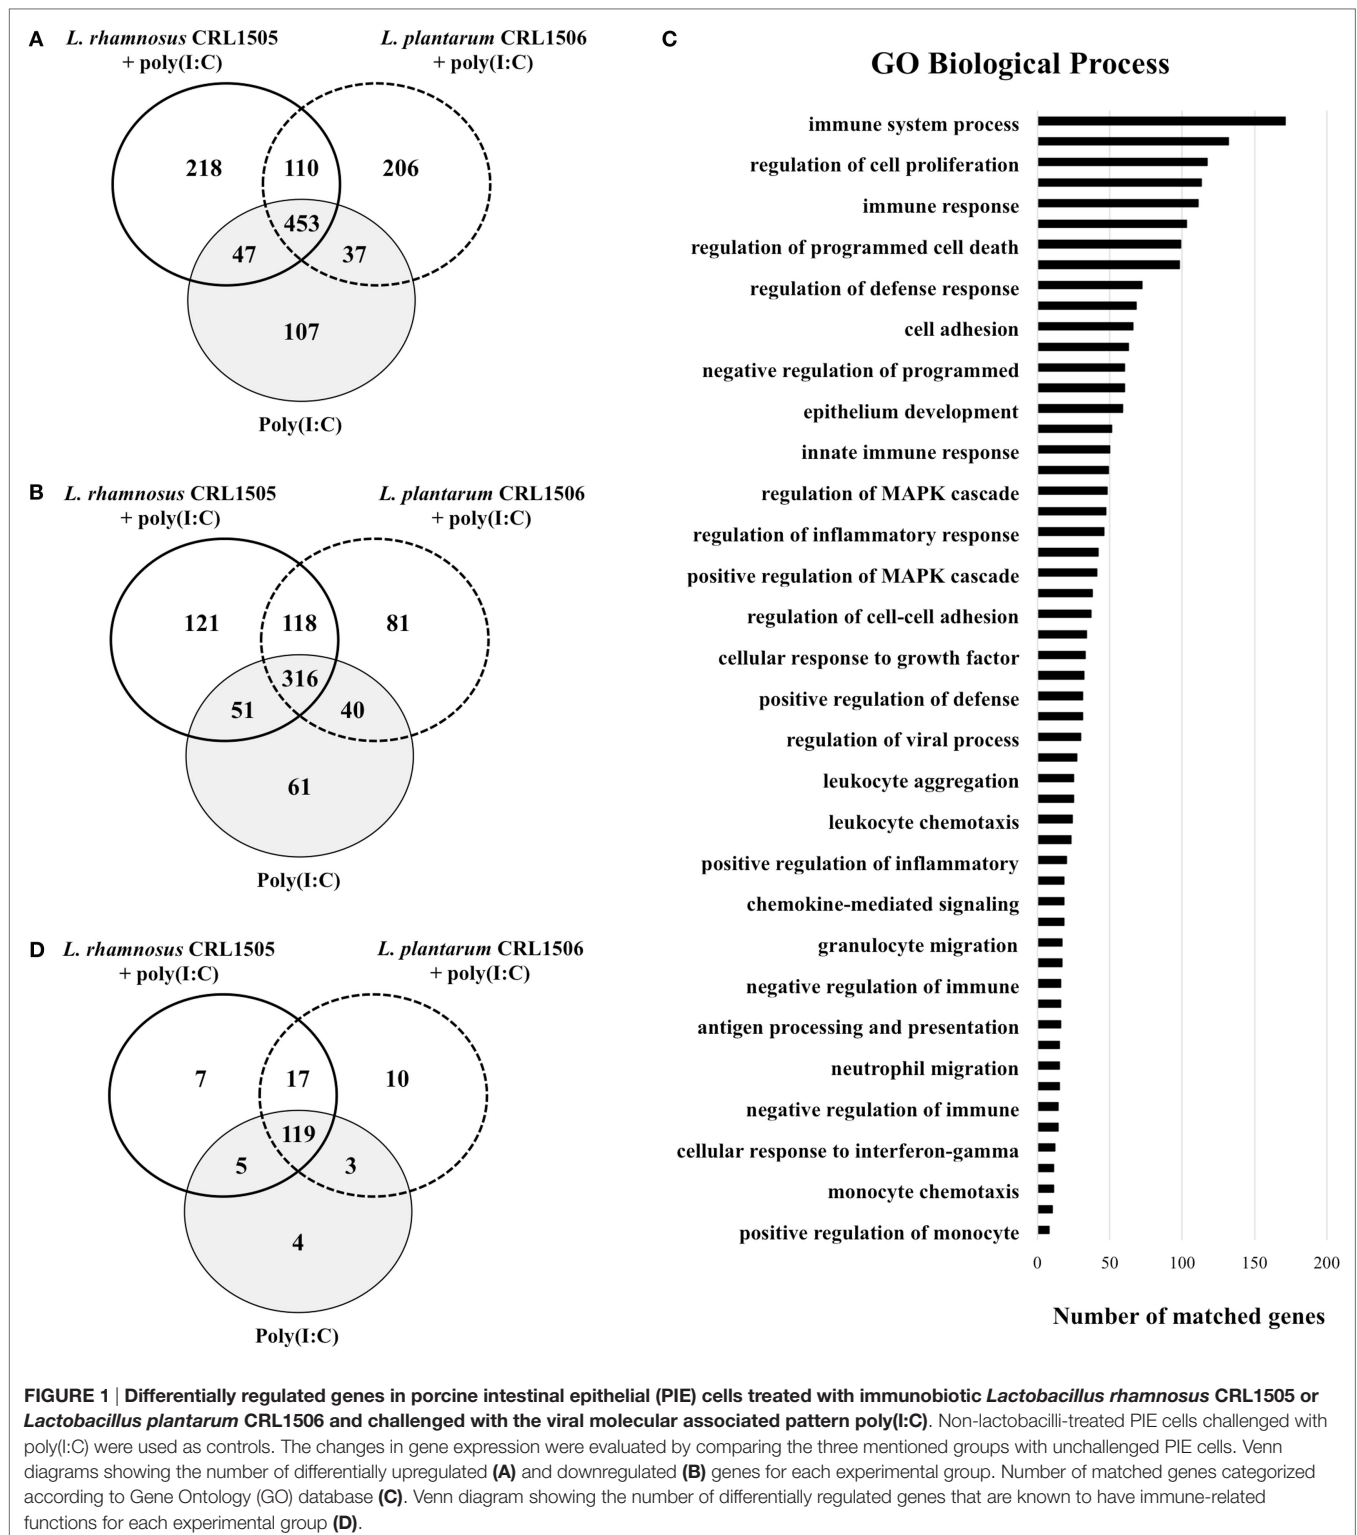 A
L. rhamnosus CRL1505
+ poly(I:C)
L. plantarum CRL1506
+ poly(I:C)
218
110
206
453
47
37
107
Poly(I:C)
B
L. rhamnosus CRL1505
+ poly(I:C)
L. plantarum CRL1506
+ poly(I:C)
121
118
81
316
51
40
61
Poly(I:C)
D
L. rhamnosus CRL1505
+ poly(I:C)
L. plantarum CRL1506
+ poly(I:C)
7
17
10
119
5
3
4
Poly(I:C)
C
GO Biological Process
immune system process
regulation of cell proliferation
immune response
regulation of programmed cell death
regulation of defense response
cell adhesion
negative regulation of programmed
epithelium development
innate immune response
regulation of MAPK cascade
regulation of inflammatory response
positive regulation of MAPK cascade
regulation of cell-cell adhesion
cellular response to growth factor
positive regulation of defense
regulation of viral process
leukocyte aggregation
leukocyte chemotaxis
positive regulation of inflammatory
chemokine-mediated signaling
granulocyte migration
negative regulation of immune
antigen processing and presentation
neutrophil migration
negative regulation of immune
cellular response to interferon-gamma
monocyte chemotaxis
positive regulation of monocyte
0 50 100 150 200
Number of matched genes
FIGURE 1 | Differentially regulated genes in porcine intestinal epithelial (PIE) cells treated with immunobiotic Lactobacillus rhamnosus CRL1505 or
Lactobacillus plantarum CRL1506 and challenged with the viral molecular associated pattern poly(I:C). Non-lactobacilli-treated PIE cells challenged with
poly(I:C) were used as controls. The changes in gene expression were evaluated by comparing the three mentioned groups with unchallenged PIE cells. Venn
diagrams showing the number of differentially upregulated (A) and downregulated (B) genes for each experimental group. Number of matched genes categorized
according to Gene Ontology (GO) database (C). Venn diagram showing the number of differentially regulated genes that are known to have immune-related
functions for each experimental group (D).